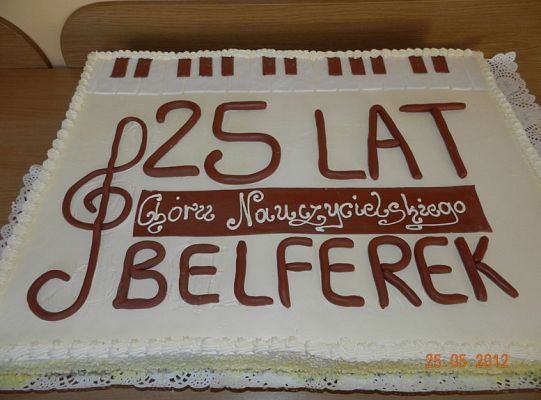 25 LAT
Chóru Nauczycielskiego
BELFEREK
25.05.2012